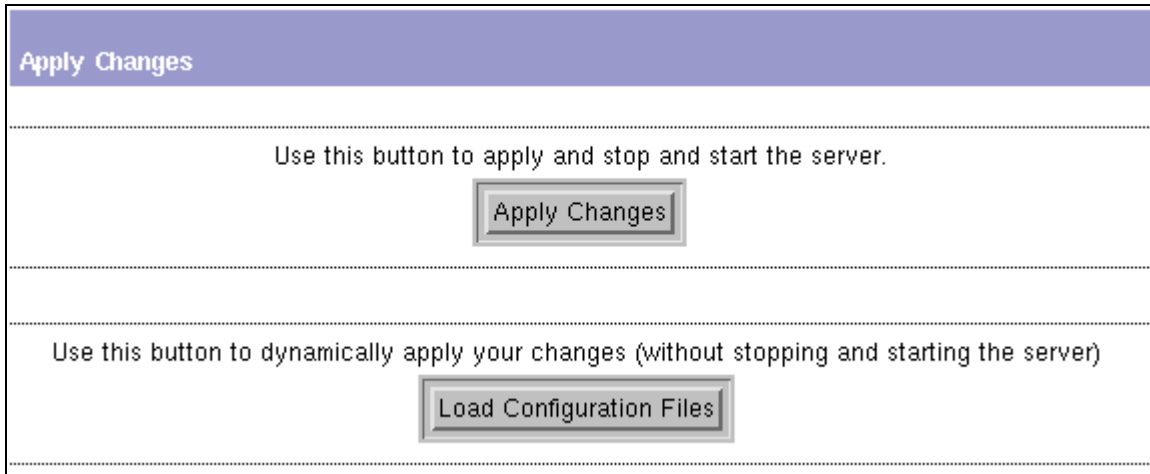 Apply Changes
Use this button to apply and stop and start the server.
Apply Changes
Use this button to dynamically apply your changes (without stopping and starting the server)
Load Configuration Files